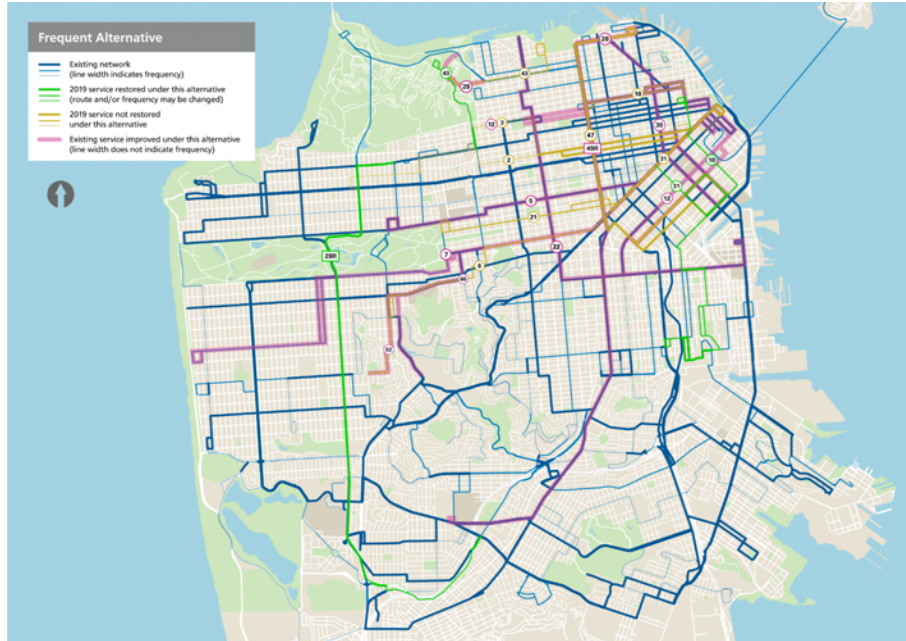 Frequent Alternative
Existing network
(line width indicates frequency)
2019 service restored under this alternative
(route and/or frequency may be changed)
2019 service not restored
under this alternative
Existing service improved under this alternative
(line width does not indicate frequency)
28
43
43
28
10
12
3
47
30
49R
2
31
10
31
5
12
21
22
7
28R
6
52